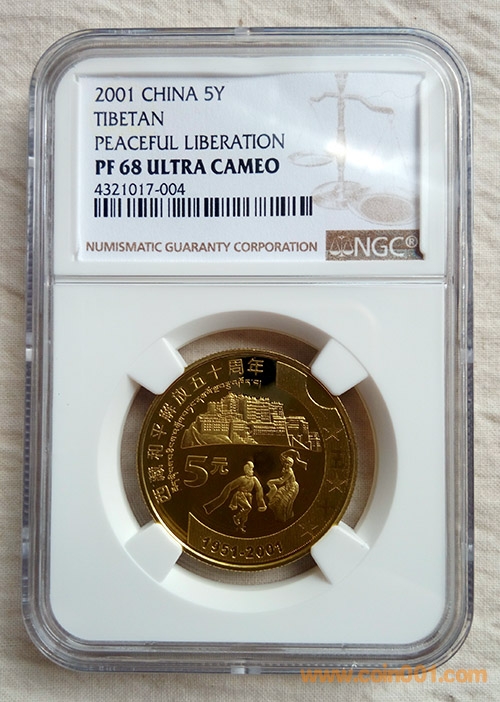 2001 CHINA 5Y
TIBETAN
PEACEFUL LIBERATION
PF 68 ULTRA CAMEO
4321017-004
NUMISMATIC GUARANTY CORPORATION
NGC®
西藏和平解放五十周年
5元
1951-2001
www.coin001.com